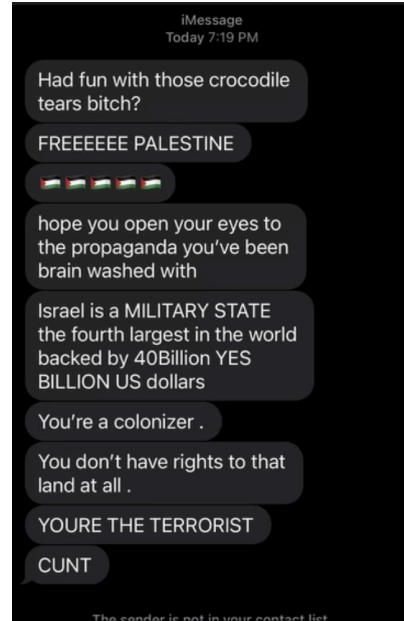 iMessage
Today 7:19 PM
Had fun with those crocodile
tears bitch?
FREEEEEE PALESTINE
🇵🇸🇵🇸🇵🇸🇵🇸🇵🇸
hope you open your eyes to
the propaganda you've been
brain washed with
Israel is a MILITARY STATE
the fourth largest in the world
backed by 40Billion YES
BILLION US dollars
You're a colonizer .
You don't have rights to that
land at all .
YOURE THE TERRORIST
CUNT
The sender is not in your contact list